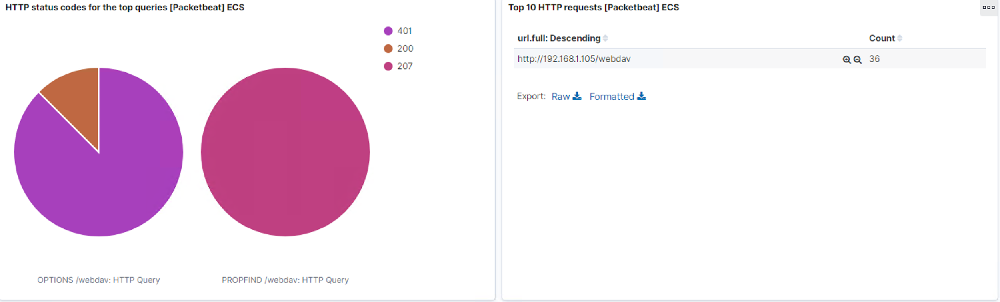 HTTP status codes for the top queries [Packetbeat] ECS
401
200
207
OPTIONS /webdav: HTTP Query
PROPFIND /webdav: HTTP Query
Top 10 HTTP requests [Packetbeat] ECS
url.full: Descending Count
http://192.168.1.105/webdav 36
Export: Raw Formatted